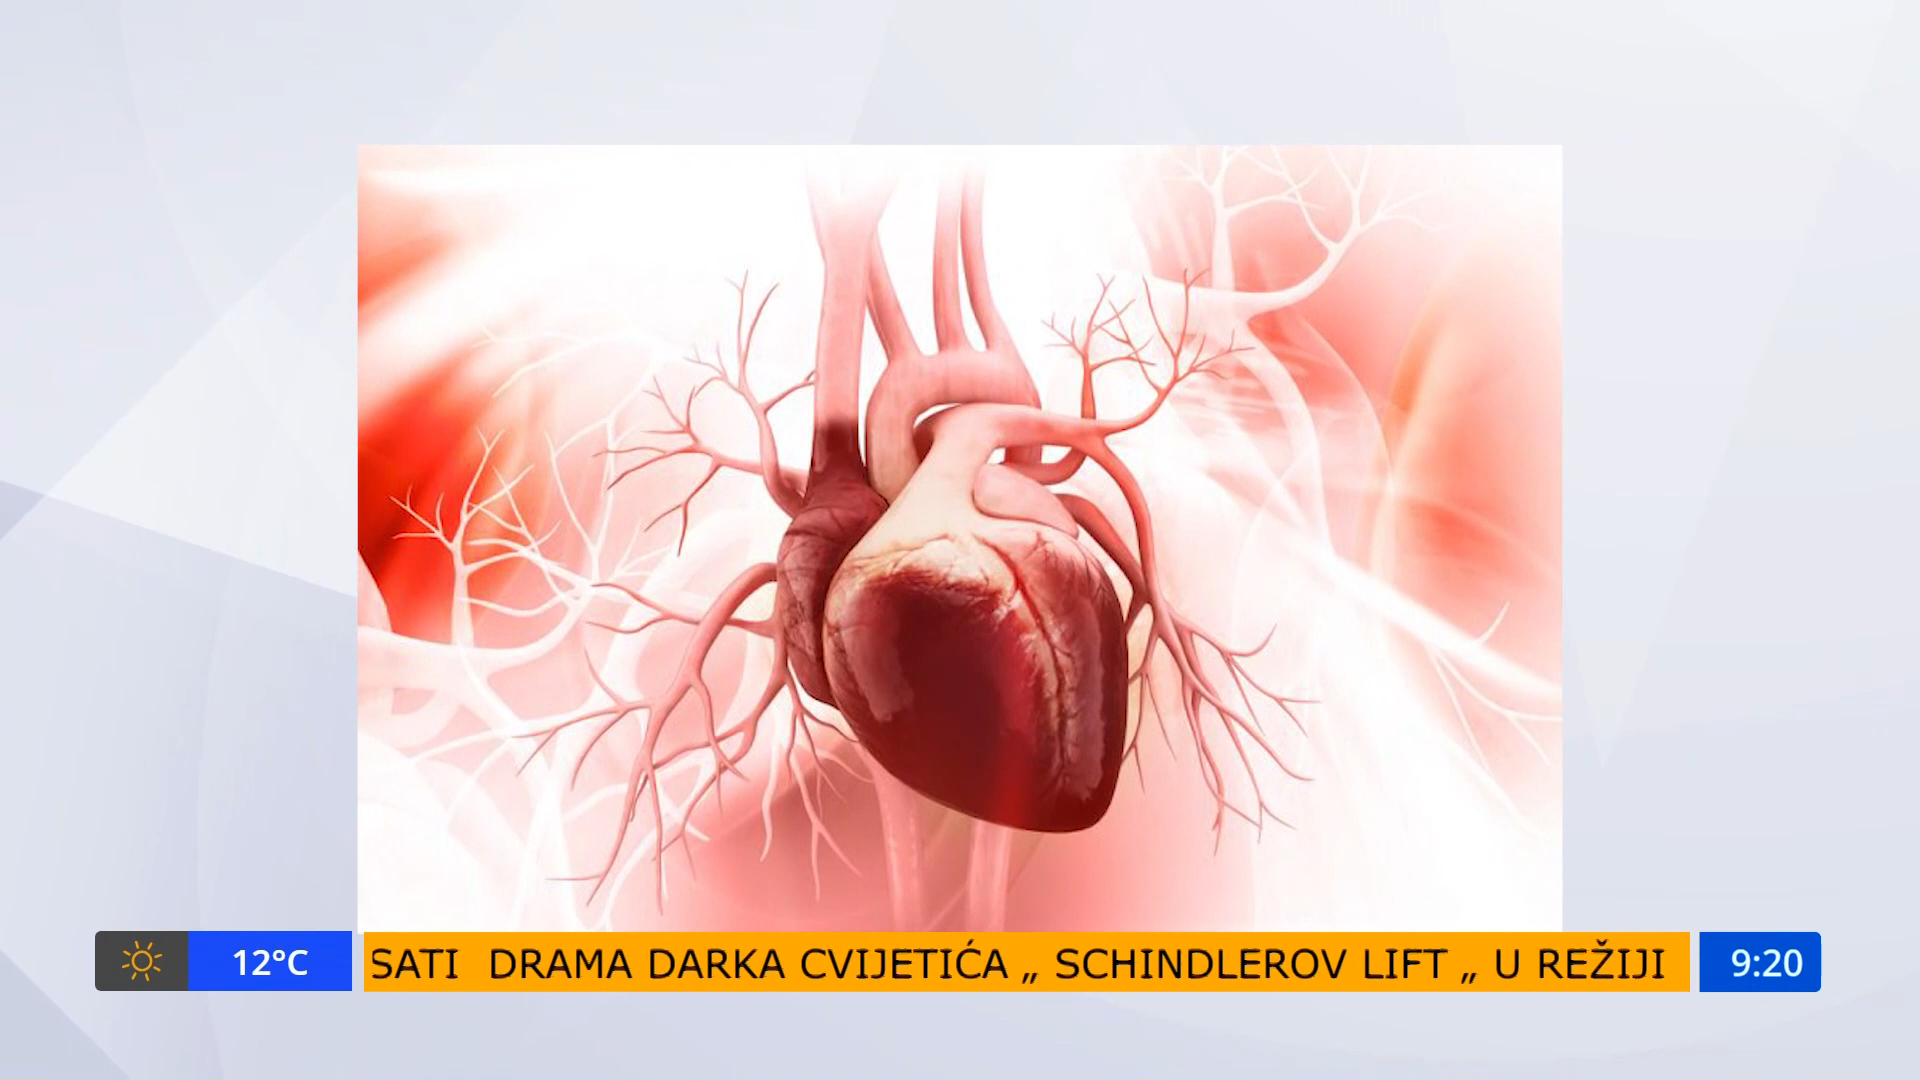 12°C
SATI DRAMA DARKA CVIJETIĆA „ SCHINDLEROV LIFT „ U REŽIJI
9:20